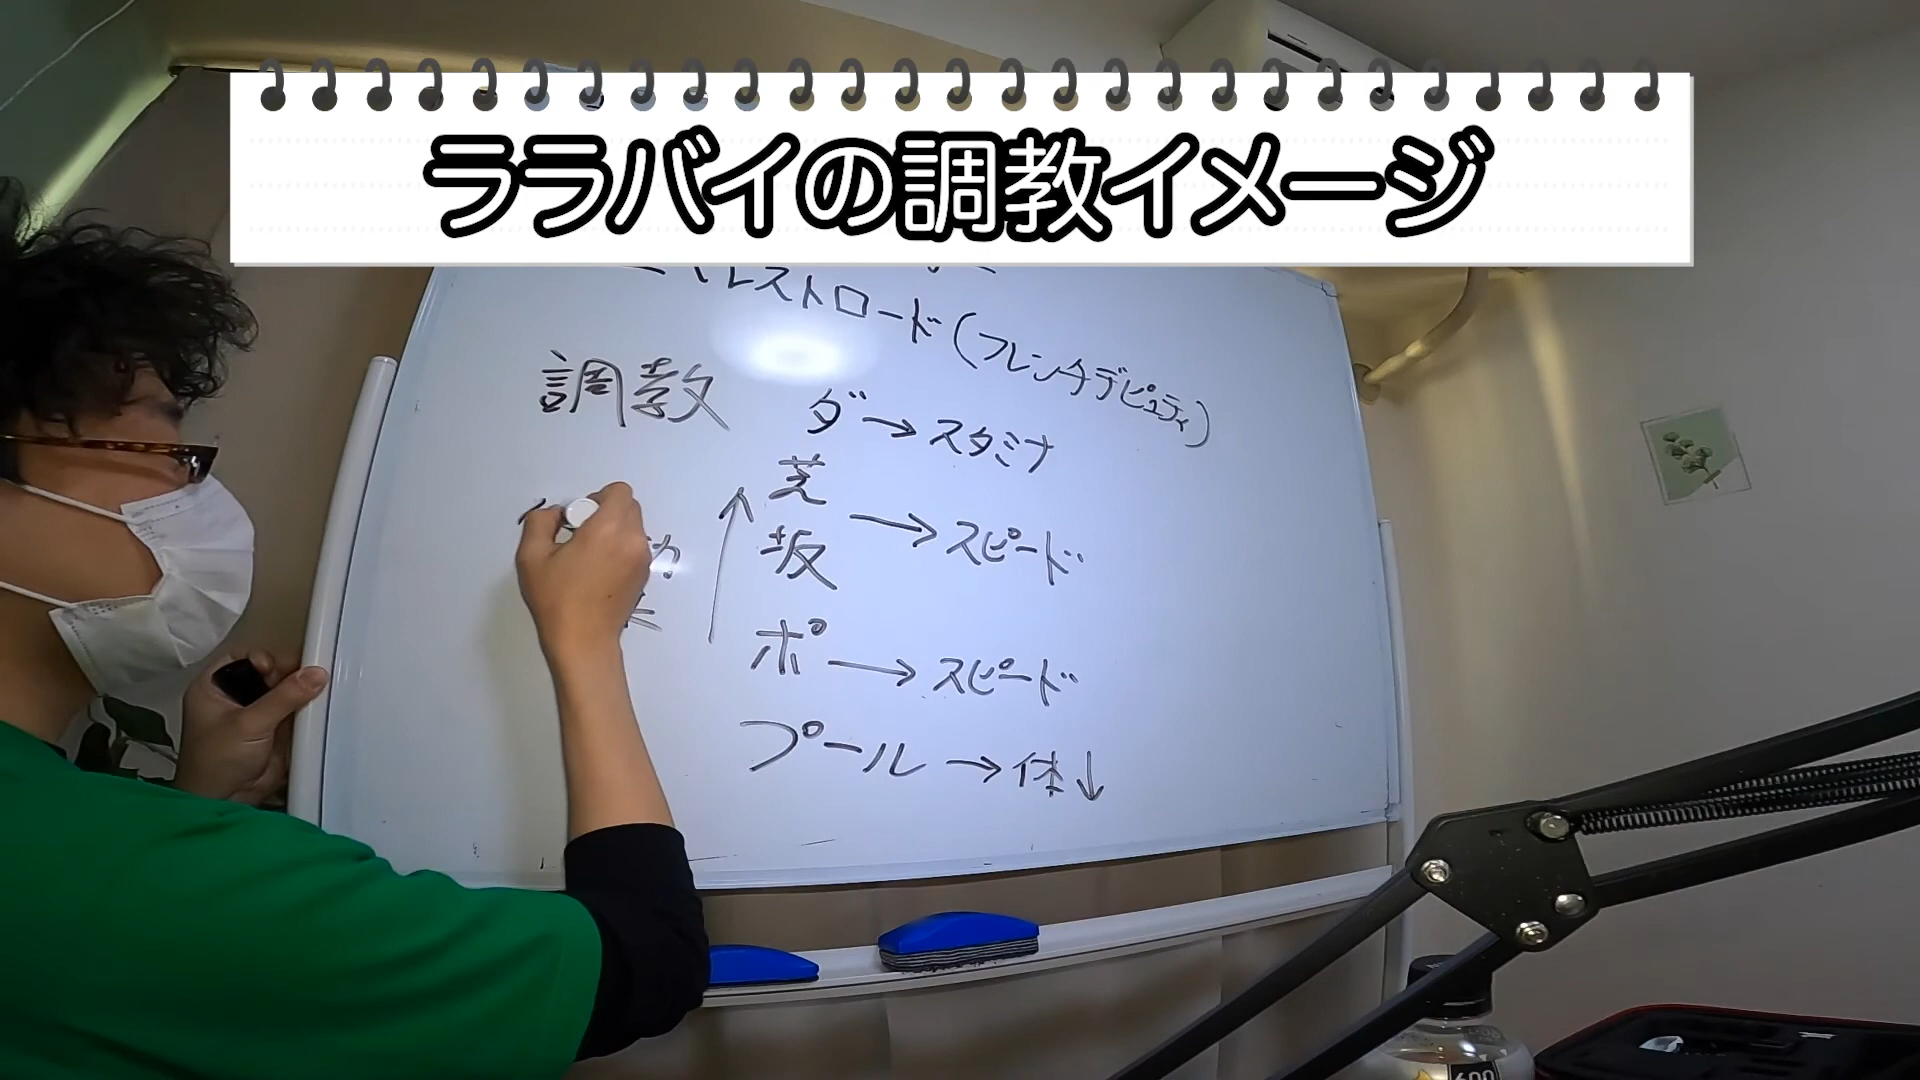 ララバイの調教イメージ
レストロード(フレンチデピュティ)
調教
ダ→スタミナ
芝
坂
→スピード
ポ→スピード
プール→体↓
600